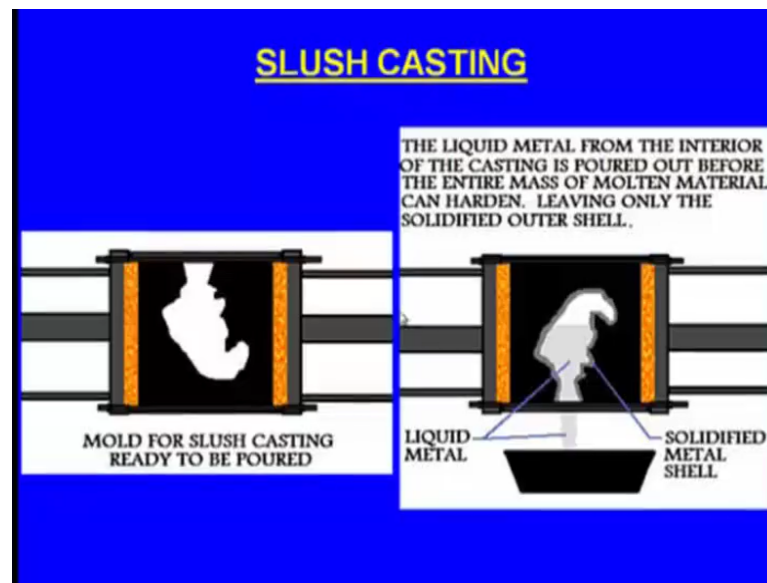 SLUSH CASTING
THE LIQUID METAL FROM THE INTERIOR
OF THE CASTING IS POURED OUT BEFORE
THE ENTIRE MASS OF MOLTEN MATERIAL
CAN HARDEN. LEAVING ONLY THE
SOLIDIFIED OUTER SHELL.
MOLD FOR SLUSH CASTING
READY TO BE POURED
LIQUID
METAL
SOLIDIFIED
METAL
SHELL